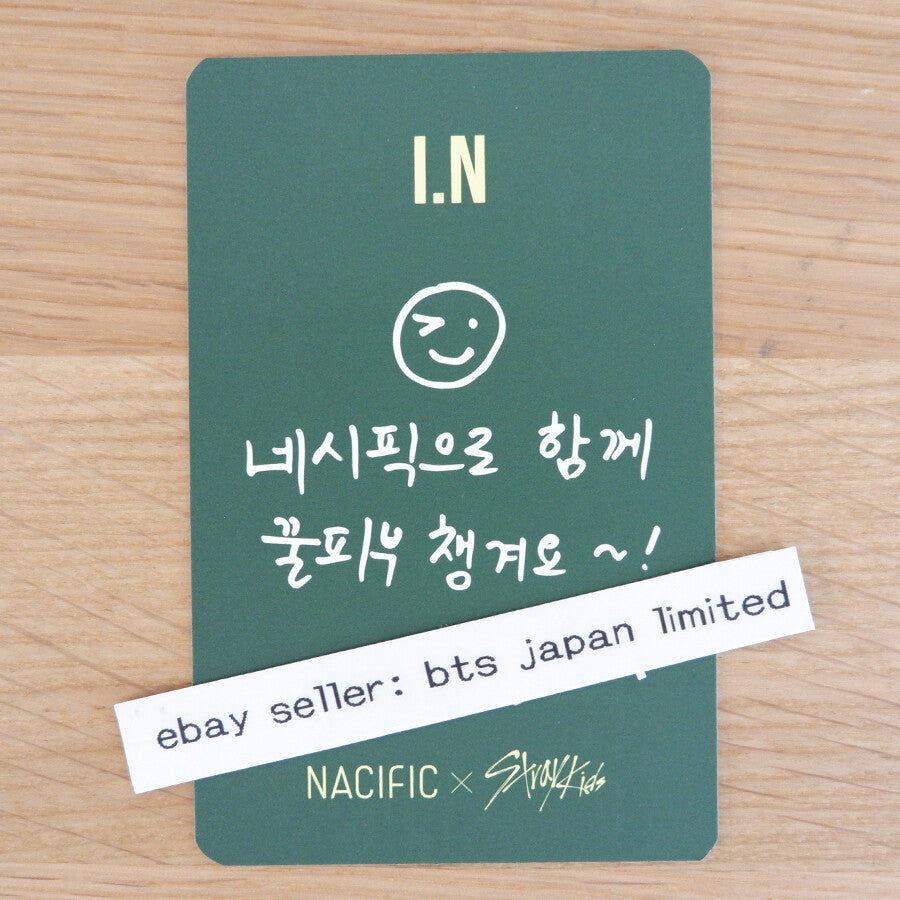 I.N
네시픽으로 함께
꿀피부 챙겨요 ~!
ebay seller: bts japan limited
NACIFIC × StrayKids